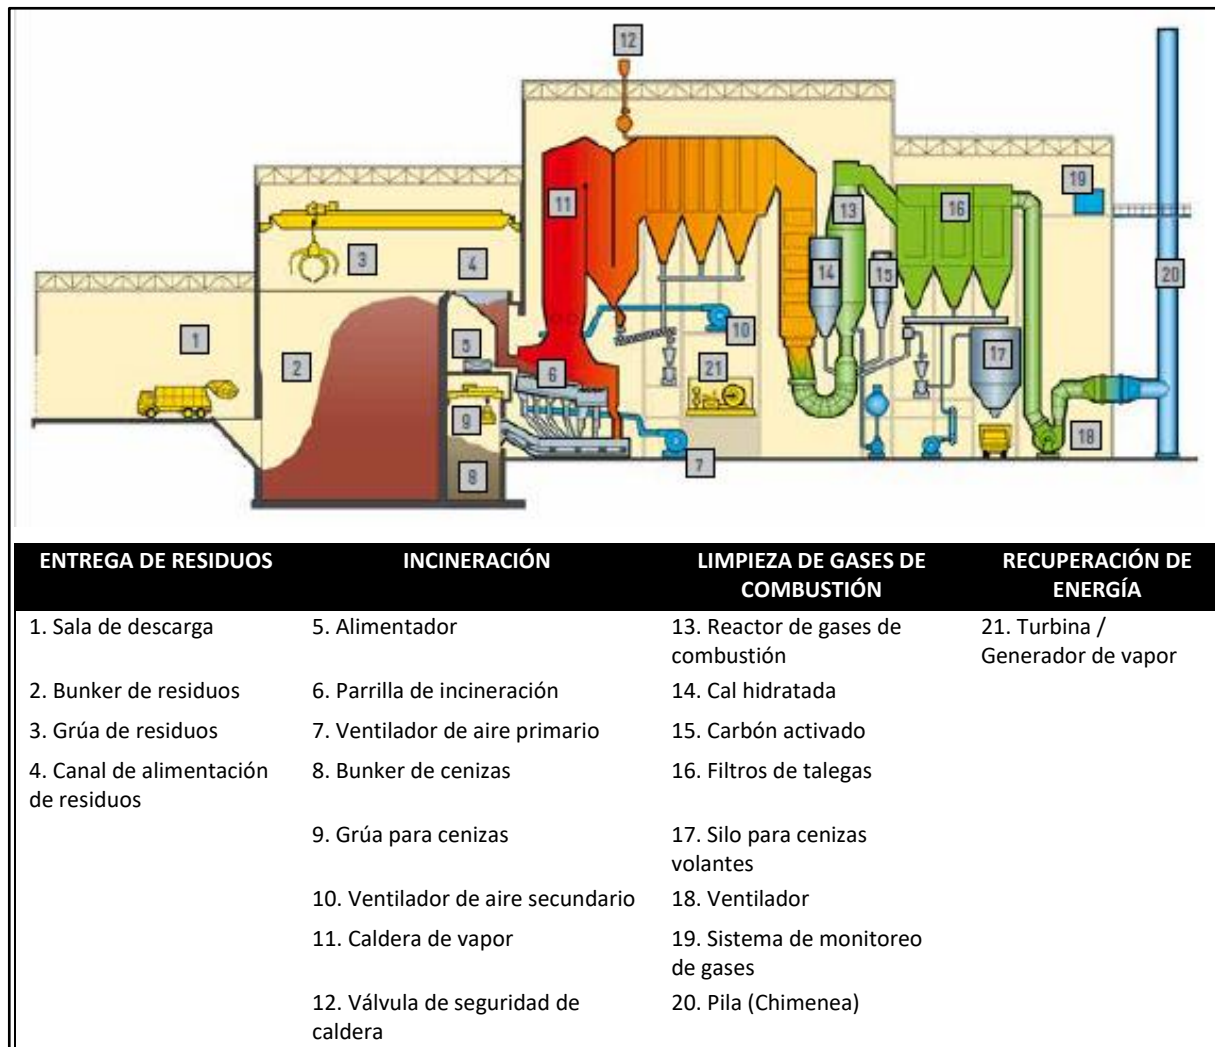 12
11
13
16
19
3
4
14
15
20
1
2
5
6
10
21
17
9
7
18
8
ENTREGA DE RESIDUOS
INCINERACIÓN
LIMPIEZA DE GASES DE
COMBUSTIÓN
RECUPERACIÓN DE
ENERGÍA
1. Sala de descarga
5. Alimentador
13. Reactor de gases de
combustión
21. Turbina /
Generador de vapor
2. Bunker de residuos
6. Parrilla de incineración
14. Cal hidratada
3. Grúa de residuos
7. Ventilador de aire primario
15. Carbón activado
4. Canal de alimentación
de residuos
8. Bunker de cenizas
16. Filtros de talegas
9. Grúa para cenizas
17. Silo para cenizas
volantes
10. Ventilador de aire secundario
18. Ventilador
11. Caldera de vapor
19. Sistema de monitoreo
de gases
12. Válvula de seguridad de
caldera
20. Pila (Chimenea)